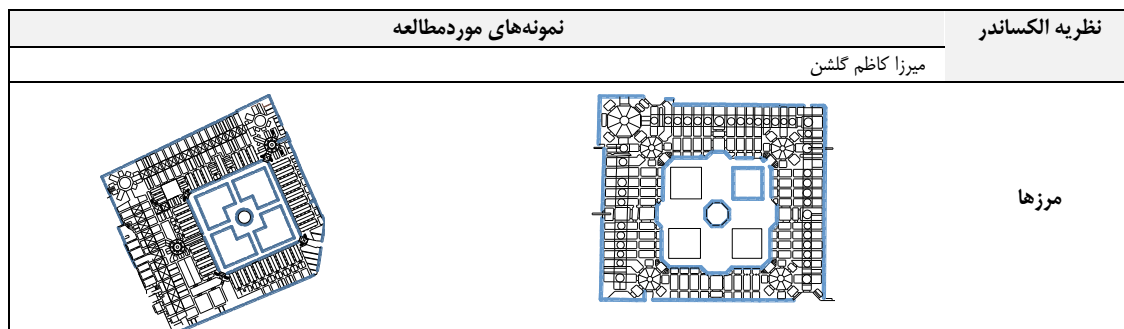 نظریه الکساندر
نمونه‌های موردمطالعه
میرزا کاظم گلشن
مرزها